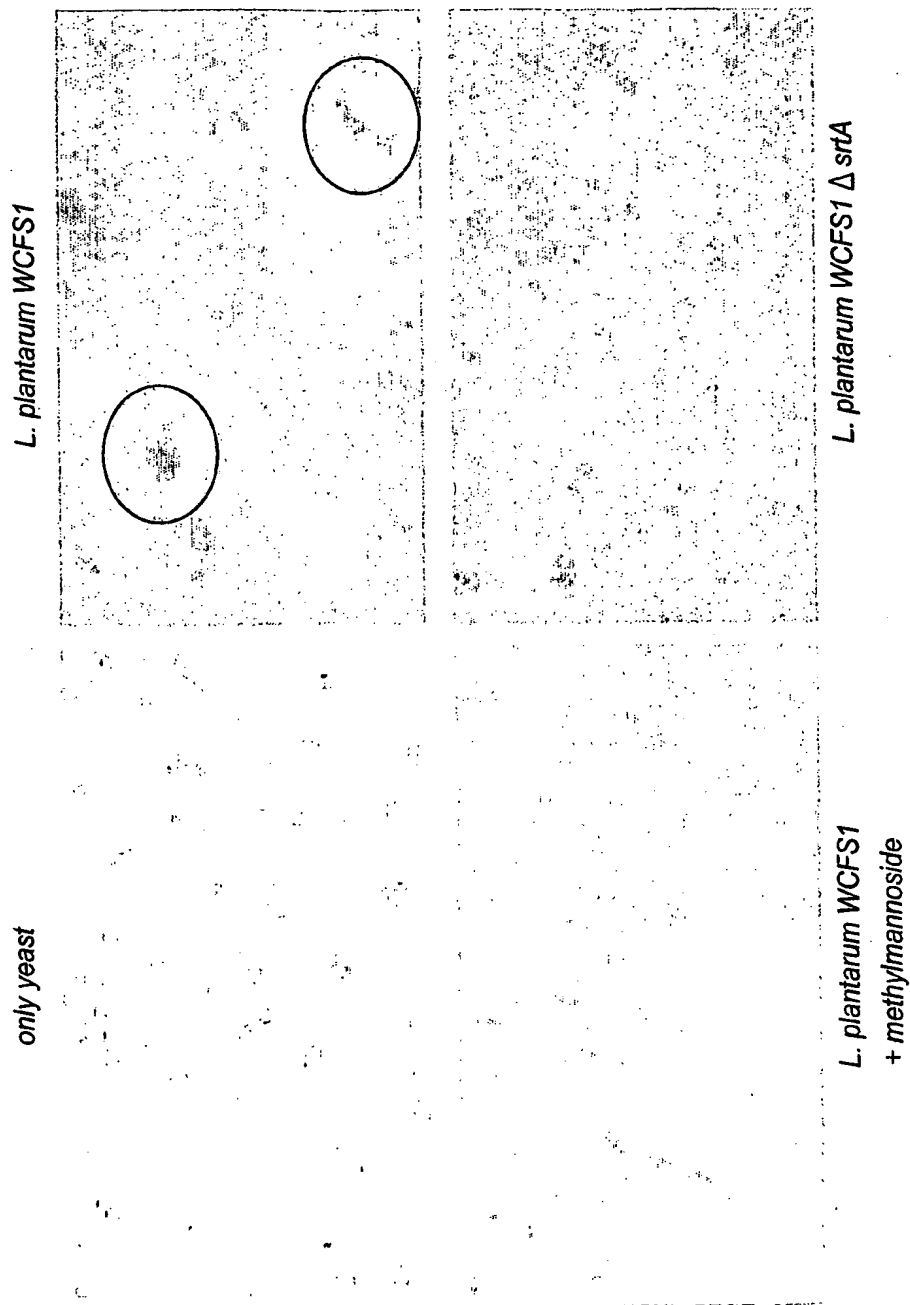 only yeast
L. plantarum WCFS1
L. plantarum WCFS1
+ methylmannoside
L. plantarum WCFS1 Δ srtA